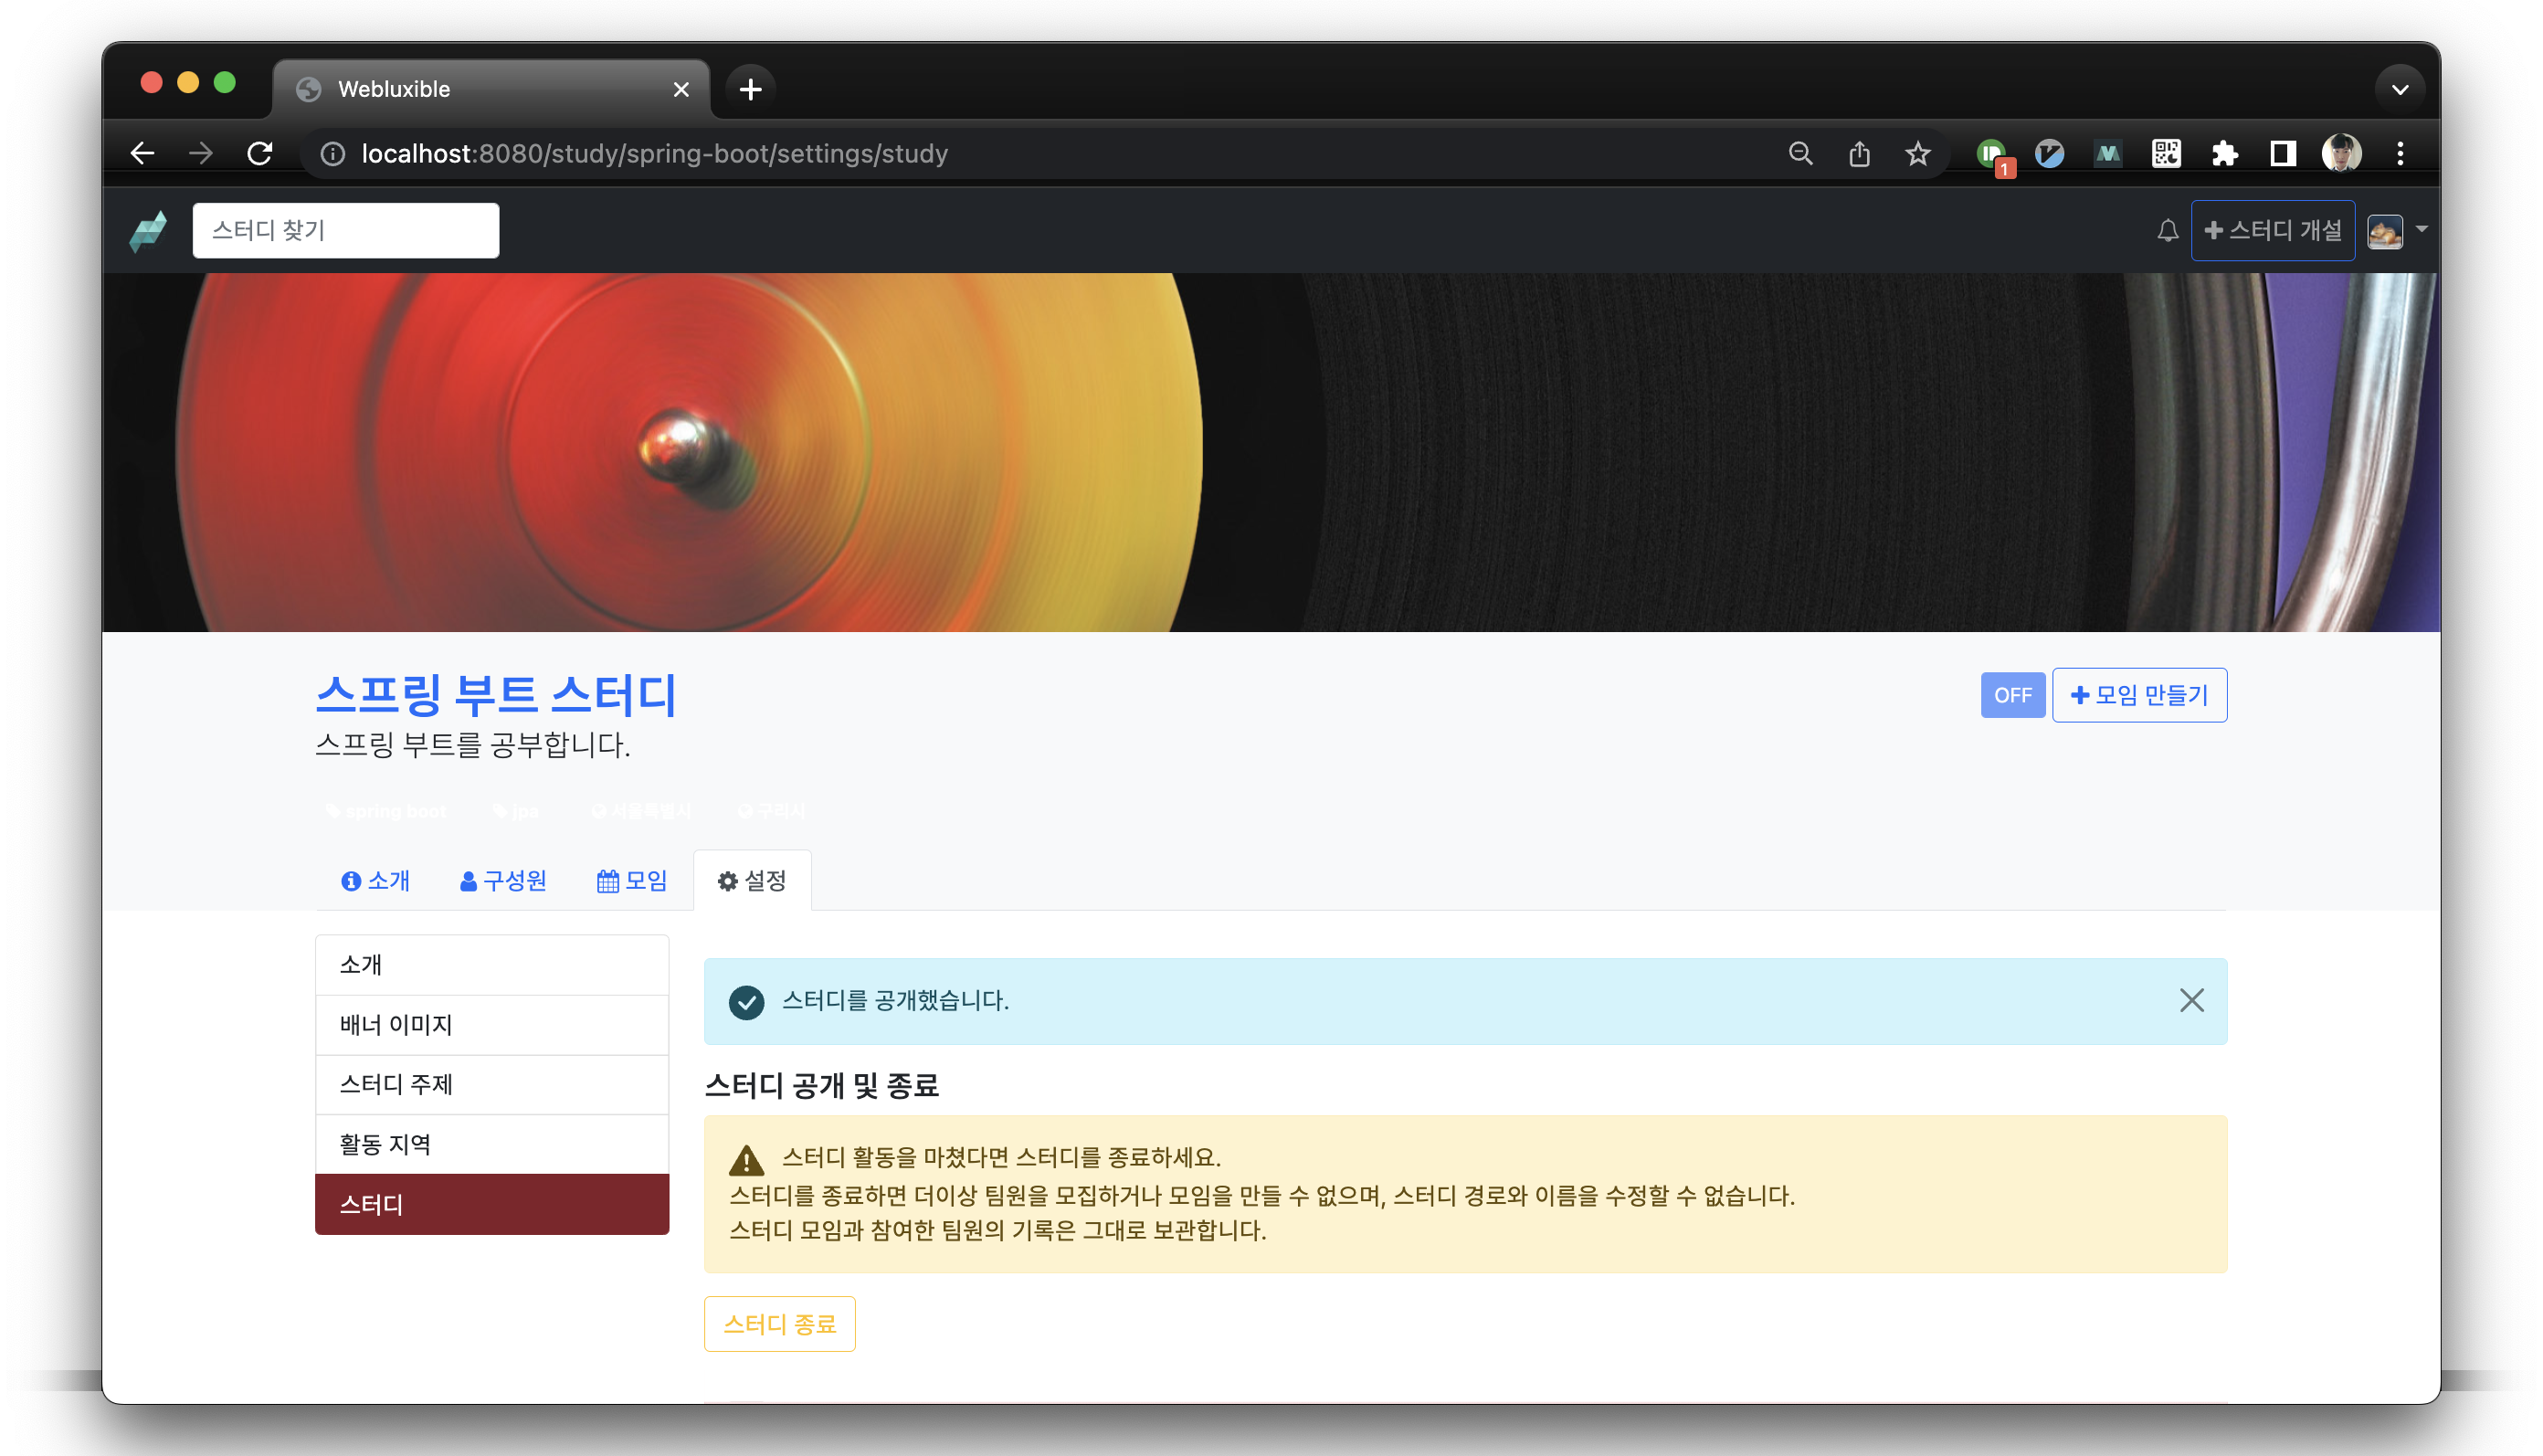 Webluxible
localhost:8080/study/spring-boot/settings/study
1
스터디 찾기
스터디 개설
스프링 부트 스터디
OFF
모임 만들기
스프링 부트를 공부합니다.
spring boot jpa 서울특별시 구리시
소개 구성원 모임 설정
소개
배너 이미지
스터디 주제
활동 지역
스터디
스터디를 공개했습니다.
스터디 공개 및 종료
스터디 활동을 마쳤다면 스터디를 종료하세요.
스터디를 종료하면 더이상 팀원을 모집하거나 모임을 만들 수 없으며, 스터디 경로와 이름을 수정할 수 없습니다.
스터디 모임과 참여한 팀원의 기록은 그대로 보관합니다.
스터디 종료